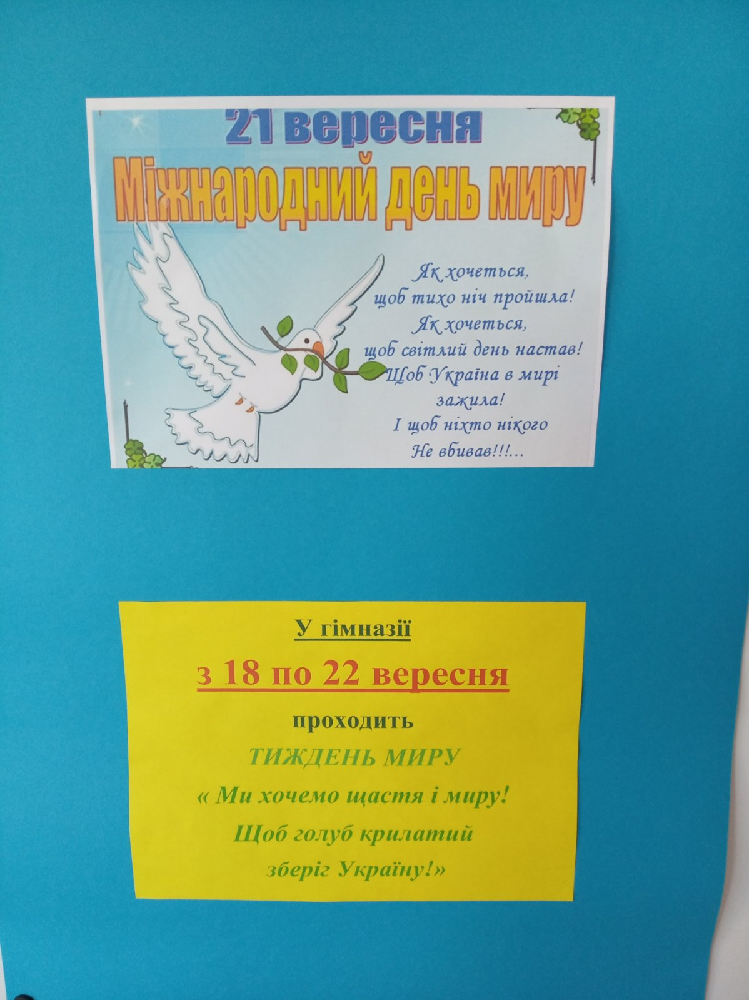 21 вересня
Міжнародний день миру
Як хочеться,
щоб тихо ніч пройшла!
Як хочеться,
щоб світлий день настав!
Щоб Україна в мирі
зажила!
І щоб ніхто нікого
Не вбивав!!!...
У гімназії
з 18 по 22 вересня
проходить
ТИЖДЕНЬ МИРУ
« Ми хочемо щастя і миру!
Щоб голуб крилатий
зберіг Україну!»